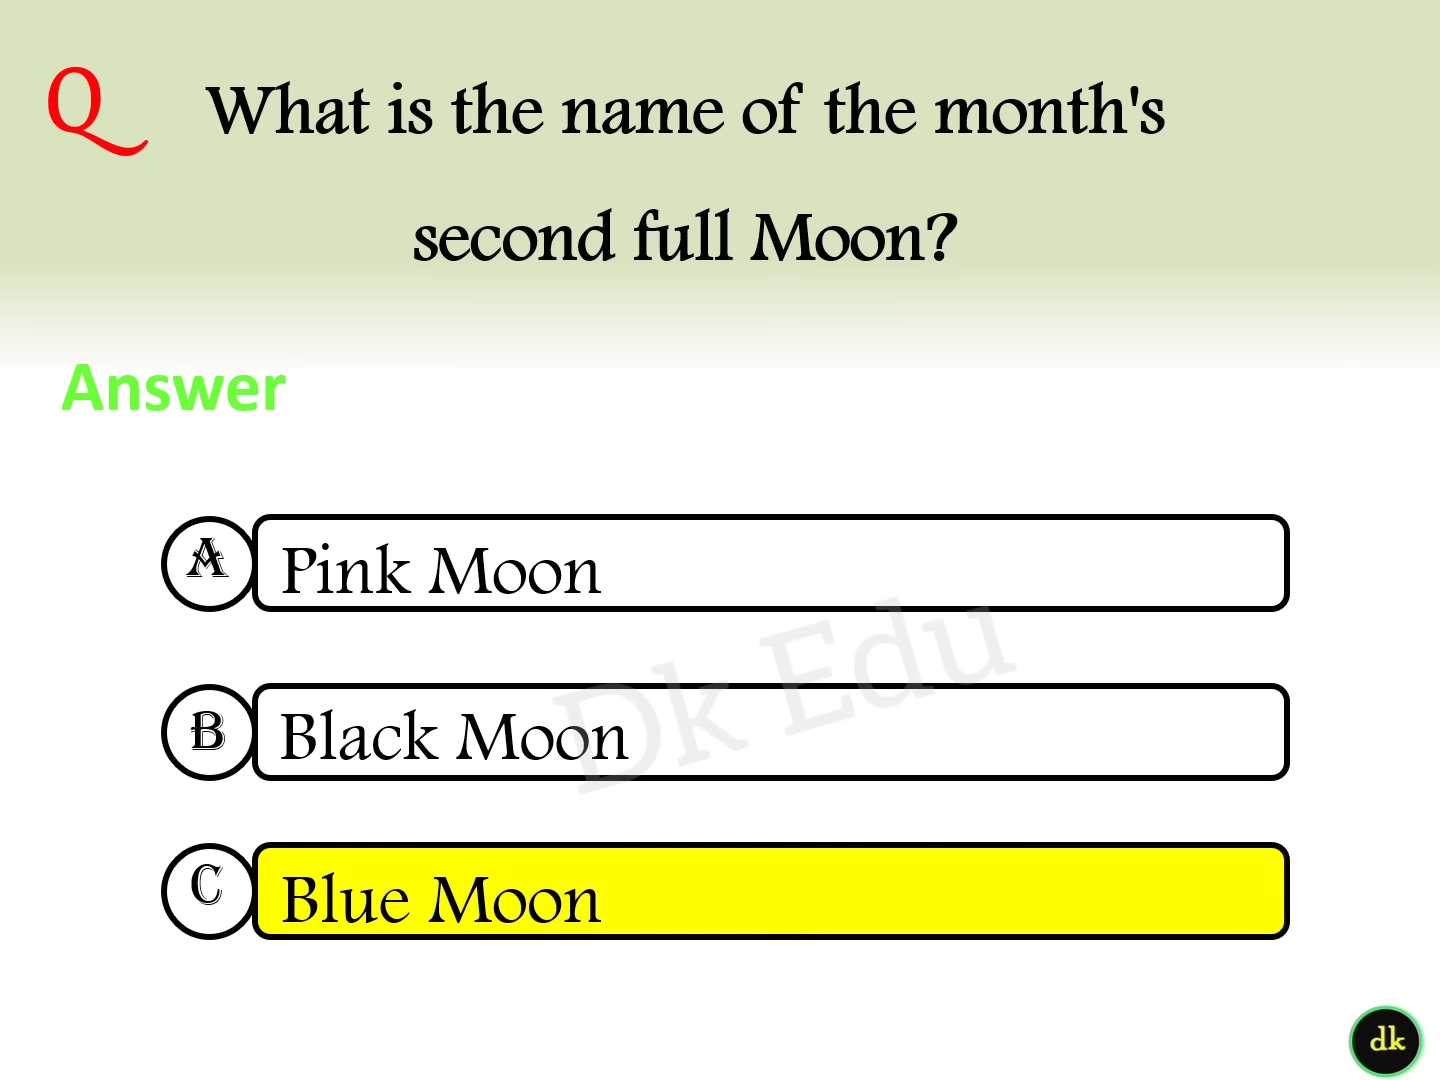 Q What is the name of the month's
second full Moon?
Answer
A Pink Moon
B Black Moon
C Blue Moon
Dk Edu
dk